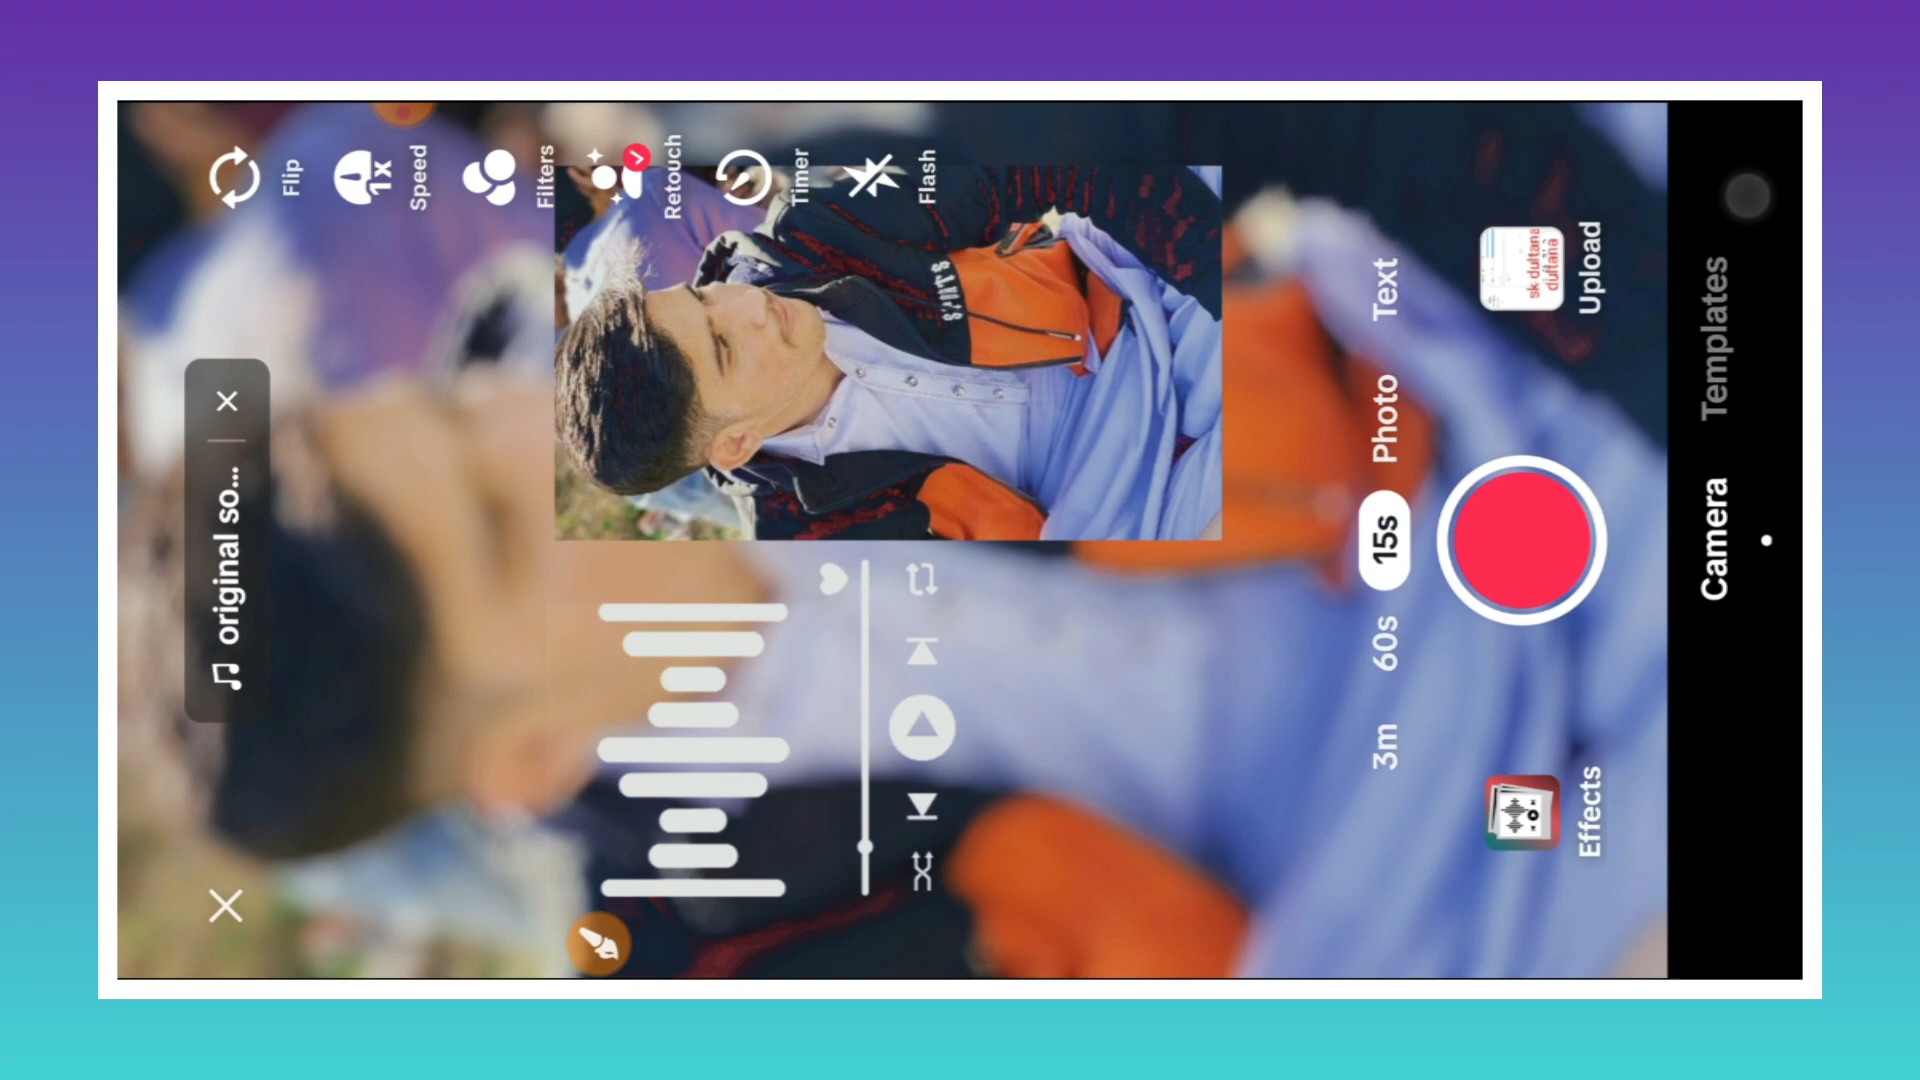 original so...
Flip
1x
Speed
Filters
Retouch
Timer
Flash
3m
60s
15s
Photo
Text
Effects
Upload
Camera
Templates